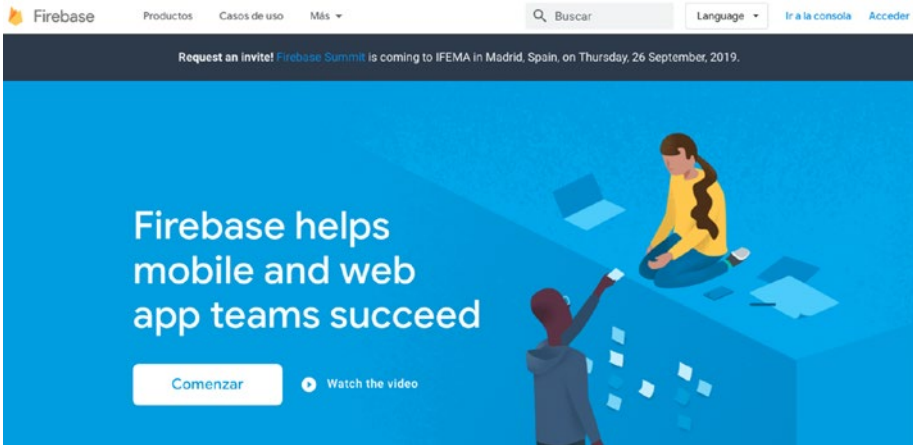 Firebase Productos Casos de uso Más Buscar Language Ir a la consola Acceder
Request an invite! Firebase Summit is coming to IFEMA in Madrid, Spain, on Thursday, 26 September, 2019.
Firebase helps
mobile and web
app teams succeed
Comenzar Watch the video